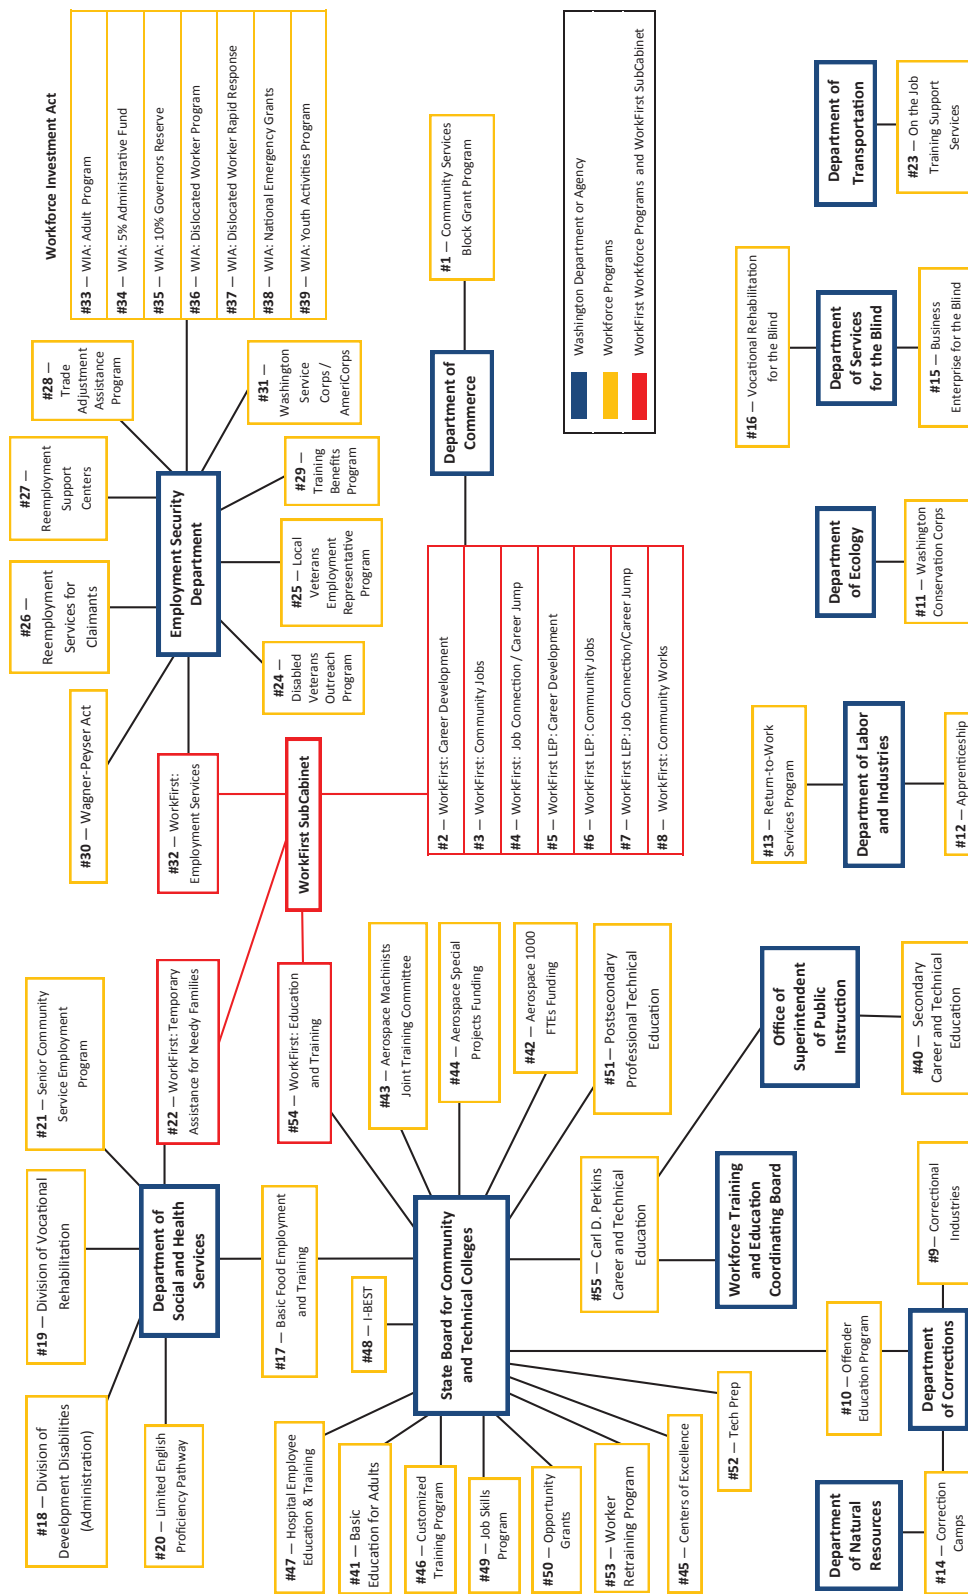 #18 — Division of
Development Disabilities
(Administration)
#19 — Division of Vocational
Rehabilitation
#21 — Senior Community
Service Employment
Program
#20 — Limited English
Proficiency Pathway
Department of
Social and Health
Services
#22 — WorkFirst: Temporary
Assistance for Needy Families
#17 — Basic Food Employment
and Training
#54 — WorkFirst: Education
and Training
#30 — Wagner-Peyser Act
#32 — WorkFirst:
Employment Services
WorkFirst SubCabinet
#26 —
Reemployment
Services for
Claimants
#27 —
Reemployment
Support
Centers
#28 —
Trade
Adjustment
Assistance
Program
Employment Security
Department
#24 —
Disabled
Veterans
Outreach
Program
#25 — Local
Veterans
Employment
Representative
Program
#29 —
Training
Benefits
Program
#31 —
Washington
Service
Corps /
AmeriCorps
Workforce Investment Act
#33 — WIA: Adult Program
#34 — WIA: 5% Administrative Fund
#35 — WIA: 10% Governors Reserve
#36 — WIA: Dislocated Worker Program
#37 — WIA: Dislocated Worker Rapid Response
#38 — WIA: National Emergency Grants
#39 — WIA: Youth Activities Program
#47 — Hospital Employee
Education & Training
#41 — Basic
Education for Adults
#46 — Customized
Training Program
#49 — Job Skills
Program
#50 — Opportunity
Grants
#53 — Worker
Retraining Program
#45 — Centers of Excellence
#52 — Tech Prep
#48 — I-BEST
State Board for Community
and Technical Colleges
#43 — Aerospace Machinists
Joint Training Committee
#44 — Aerospace Special
Projects Funding
#42 — Aerospace 1000
FTEs Funding
#51 — Postsecondary
Professional Technical
Education
#55 — Carl D. Perkins
Career and Technical
Education
Workforce Training
and Education
Coordinating Board
Office of
Superintendent
of Public
Instruction
#40 — Secondary
Career and Technical
Education
#2 — WorkFirst: Career Development
#3 — WorkFirst: Community Jobs
#4 — WorkFirst: Job Connection / Career Jump
#5 — WorkFirst LEP: Career Development
#6 — WorkFirst LEP: Community Jobs
#7 — WorkFirst LEP: Job Connection/Career Jump
#8 — WorkFirst: Community Works
Department of
Commerce
#1 — Community Services
Block Grant Program
Washington Department or Agency
Workforce Programs
WorkFirst Workforce Programs and WorkFirst SubCabinet
Department
of Natural
Resources
#14 — Correction
Camps
#10 — Offender
Education Program
Department
of Corrections
#9 — Correctional
Industries
#13 — Return-to-Work
Services Program
Department of Labor
and Industries
#12 — Apprenticeship
Department
of Ecology
#11 — Washington
Conservation Corps
#16 — Vocational Rehabilitation
for the Blind
Department
of Services
for the Blind
#15 — Business
Enterprise for the Blind
Department of
Transportation
#23 — On the Job
Training Support
Services